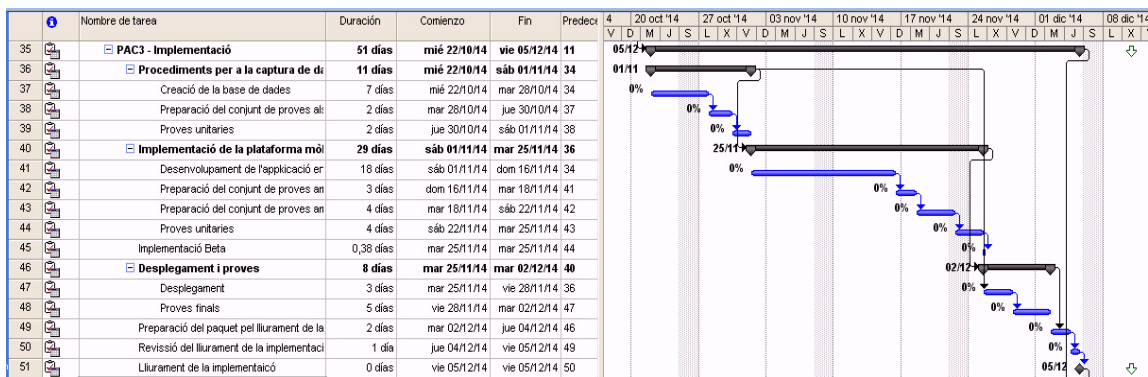 Nombre de tarea Duración Comienzo Fin Predece 4 20 oct '14 27 oct '14 03 nov '14 10 nov '14 17 nov '14 24 nov '14 01 dic '14 08 dic '14
V D M J S L X V D M J S L X V D M J S L X V D M J S L X
35 PAC3 - Implementació 51 días mié 22/10/14 vie 05/12/14 11 05/12
36 Procediments per a la captura de da 11 días mié 22/10/14 sáb 01/11/14 34 01/11
37 Creació de la base de dades 7 días mié 22/10/14 mar 28/10/14 34 0%
38 Preparació del conjunt de proves als 2 días mar 28/10/14 jue 30/10/14 37 0%
39 Proves unitaries 2 días jue 30/10/14 sáb 01/11/14 38 0%
40 Implementació de la plataforma mòl 29 días sáb 01/11/14 mar 25/11/14 36 25/11
41 Desenvolupament de l'appkicació er 18 días sáb 01/11/14 dom 16/11/14 34 0%
42 Preparació del conjunt de proves an 3 días dom 16/11/14 mar 18/11/14 41 0%
43 Preparació del conjunt de proves an 4 días mar 18/11/14 sáb 22/11/14 42 0%
44 Proves unitaries 4 días sáb 22/11/14 mar 25/11/14 43 0%
45 Implementació Beta 0,38 días mar 25/11/14 mar 25/11/14 44 0%
46 Desplegament i proves 8 días mar 25/11/14 mar 02/12/14 40 02/12
47 Desplegament 3 días mar 25/11/14 vie 28/11/14 36 0%
48 Proves finals 5 días vie 28/11/14 mar 02/12/14 47 0%
49 Preparació del paquet pel lliurament de la 2 días mar 02/12/14 jue 04/12/14 46 0%
50 Revissió del lliurament de la implementaci 1 día jue 04/12/14 vie 05/12/14 49 0%
51 Lliurament de la implementaició 0 días vie 05/12/14 vie 05/12/14 50 05/12